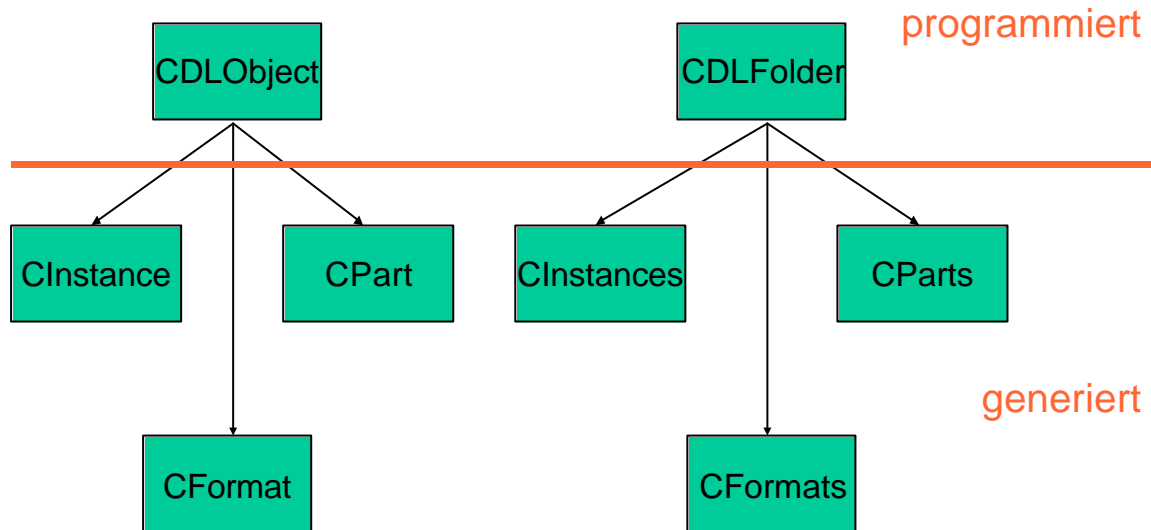 programmiert
CDLObject
CDLFolder
CInstance
CPart
CInstances
CParts
generiert
CFormat
CFormats